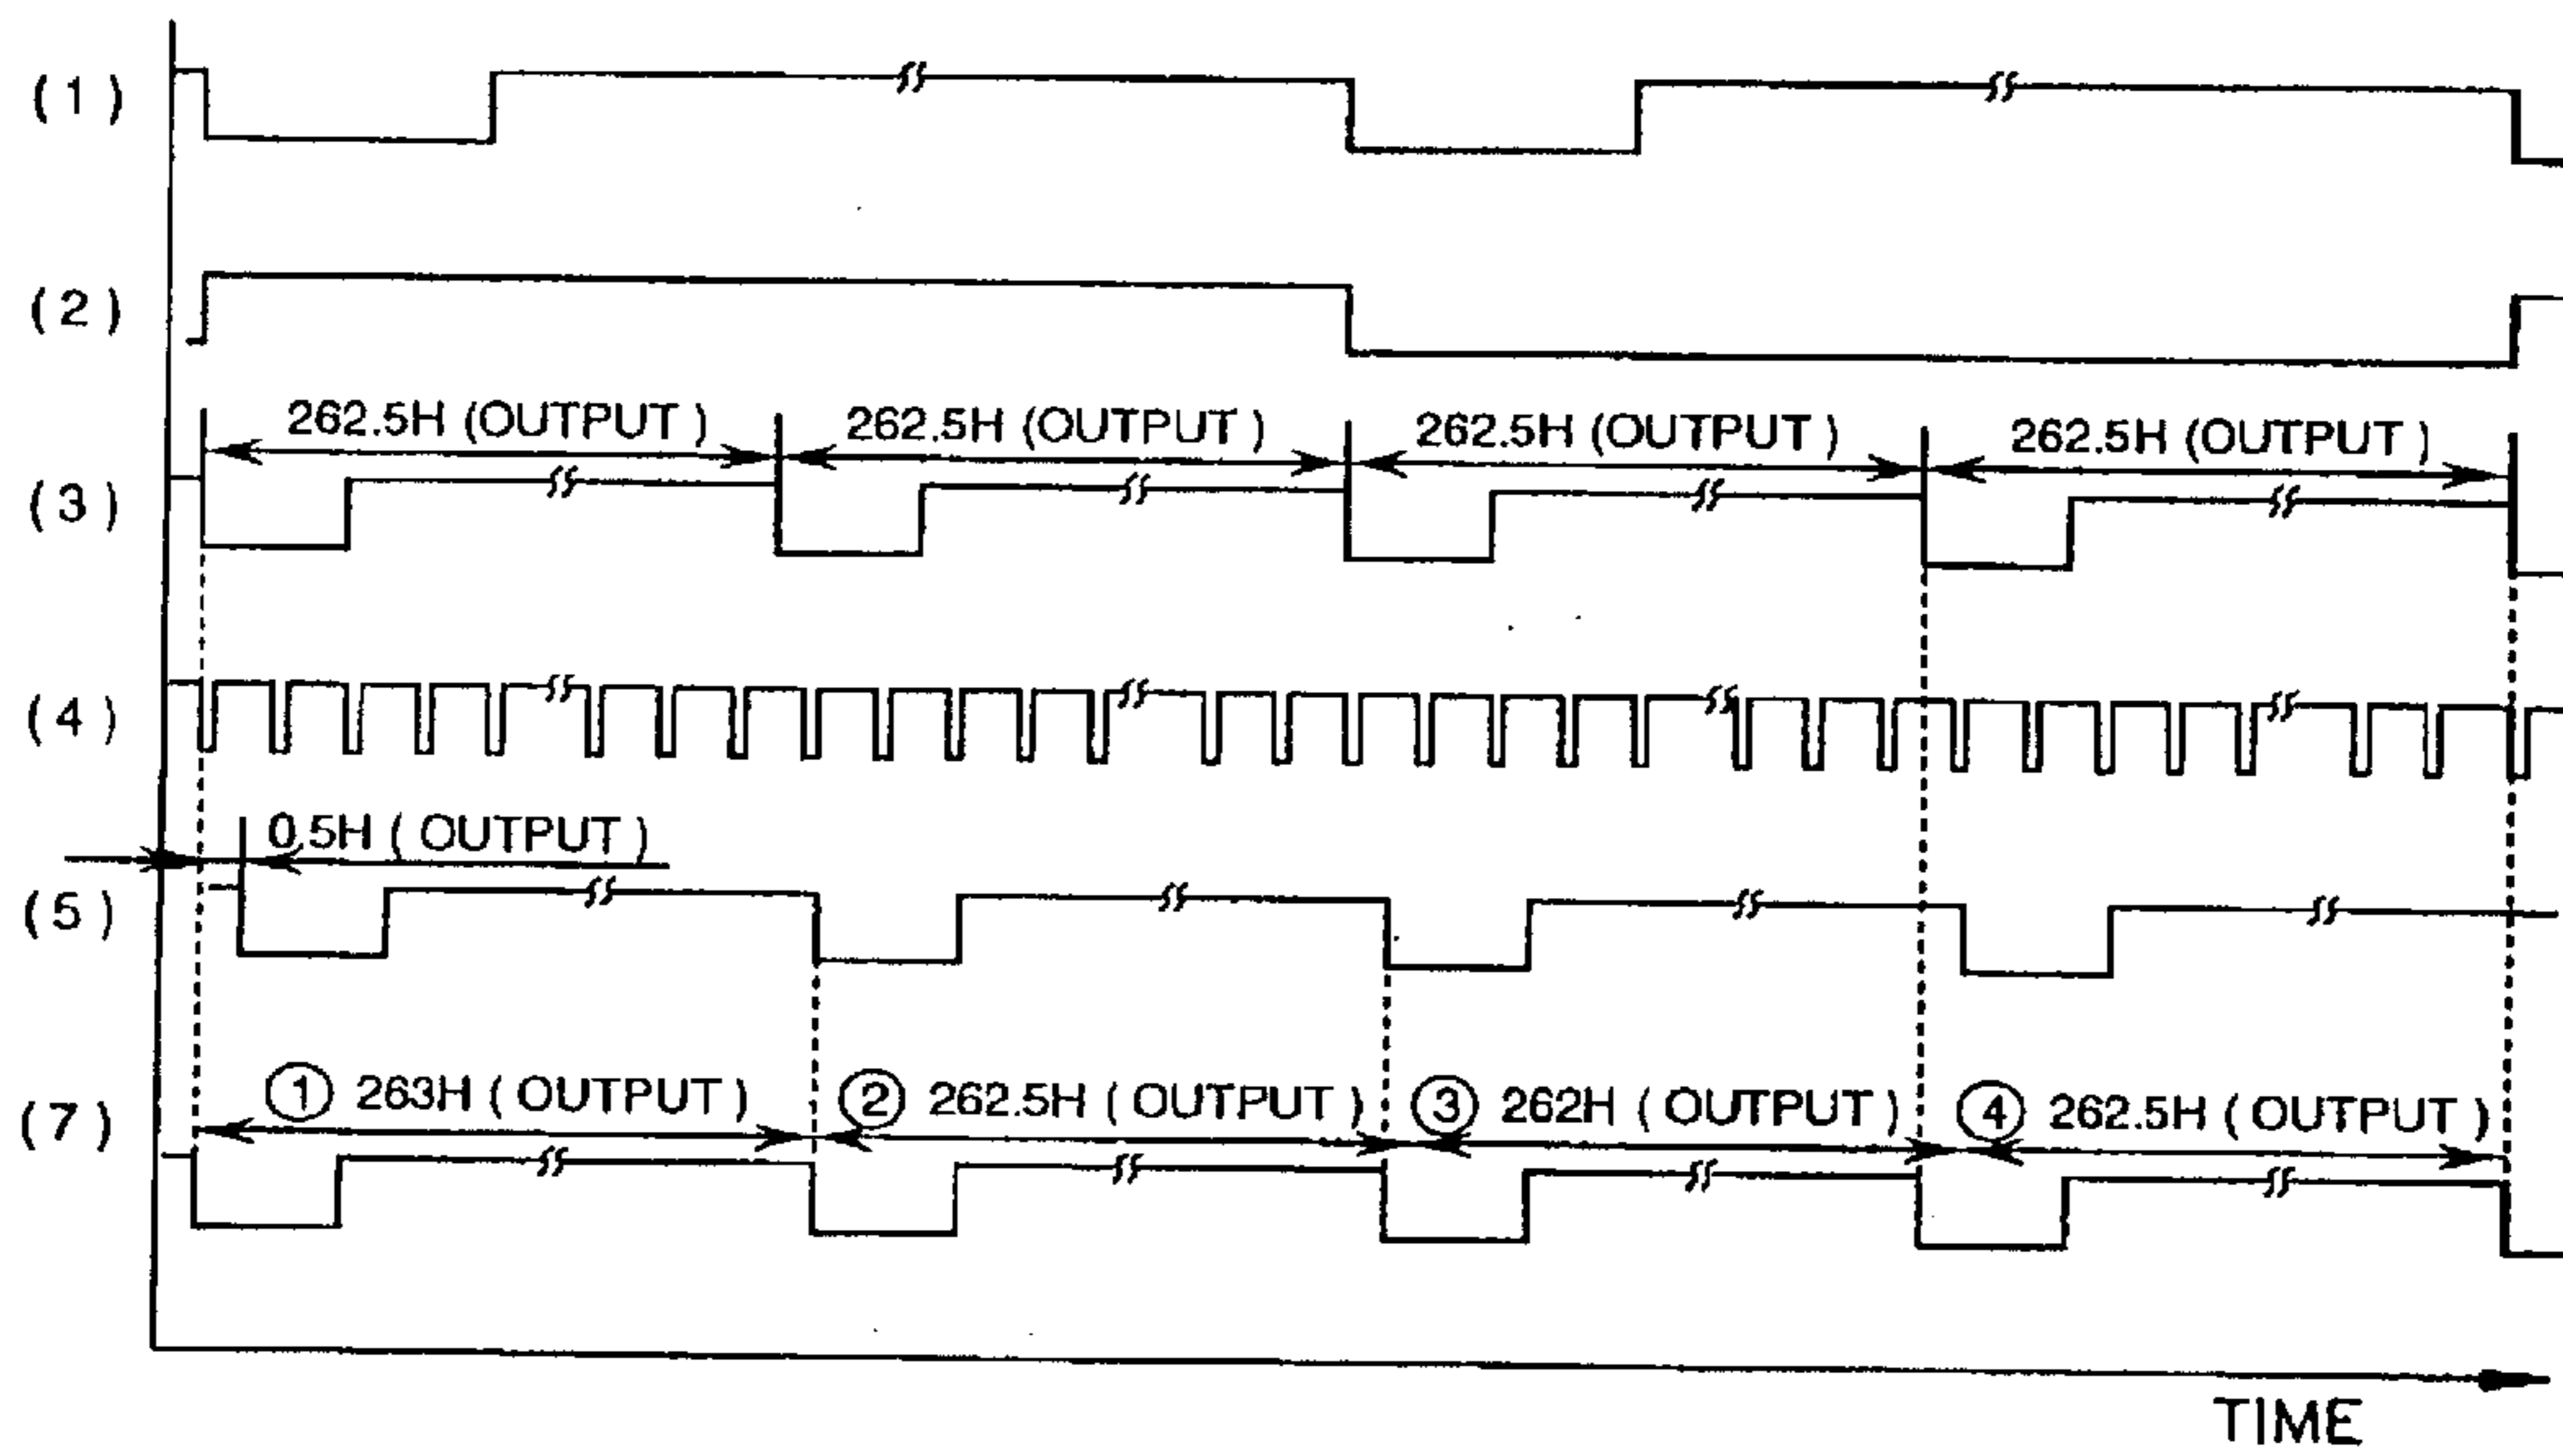 (1)
(2)
262.5H (OUTPUT) 262.5H (OUTPUT) 262.5H (OUTPUT) 262.5H (OUTPUT)
(3)
(4)
0.5H (OUTPUT)
(5)
① 263H (OUTPUT) ② 262.5H (OUTPUT) ③ 262H (OUTPUT) ④ 262.5H (OUTPUT)
(7)
TIME